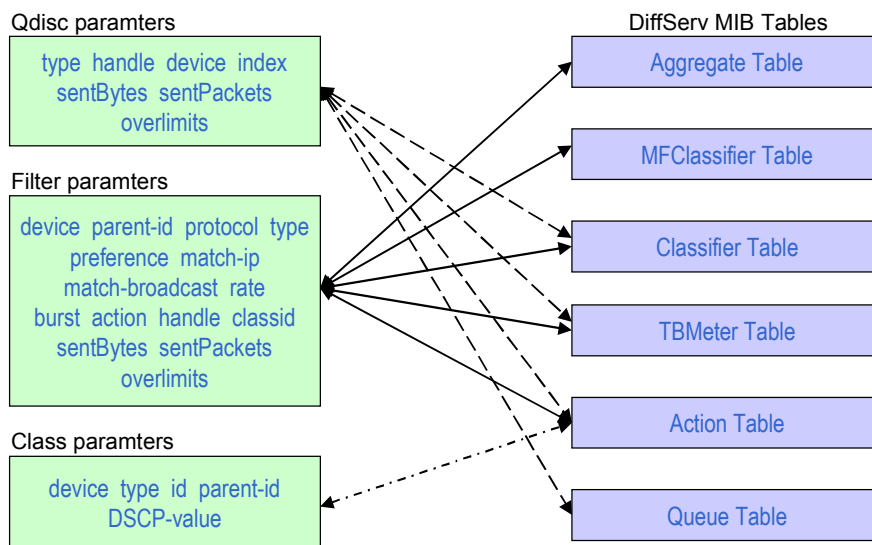 Qdisc paramters
type handle device index
sentBytes sentPackets
overlimits
Filter paramters
device parent-id protocol type
preference match-ip
match-broadcast rate
burst action handle classid
sentBytes sentPackets
overlimits
Class paramters
device type id parent-id
DSCP-value
DiffServ MIB Tables
Aggregate Table
MFClassifier Table
Classifier Table
TBMeter Table
Action Table
Queue Table